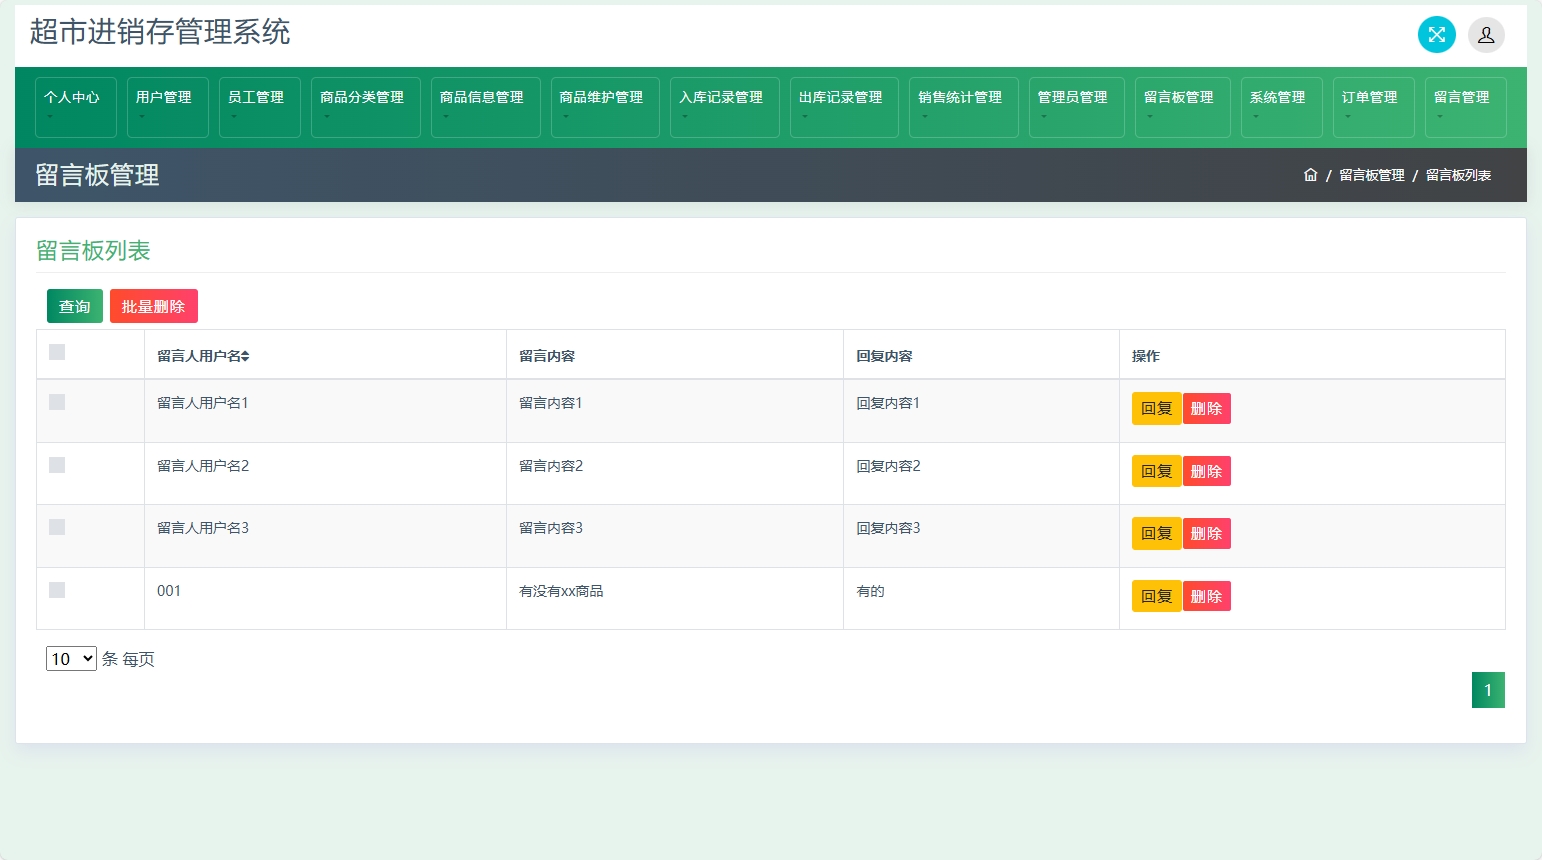 超市进销存管理系统
个人中心 用户管理 员工管理 商品分类管理 商品信息管理 商品维护管理 入库记录管理 出库记录管理 销售统计管理 管理员管理 留言板管理 系统管理 订单管理 留言管理
留言板管理 / 留言板管理 / 留言板列表
留言板列表
查询 批量删除
留言人用户名 留言内容 回复内容 操作
留言人用户名1 留言内容1 回复内容1 回复 删除
留言人用户名2 留言内容2 回复内容2 回复 删除
留言人用户名3 留言内容3 回复内容3 回复 删除
001 有没有xx商品 有的 回复 删除
10 条 每页
1